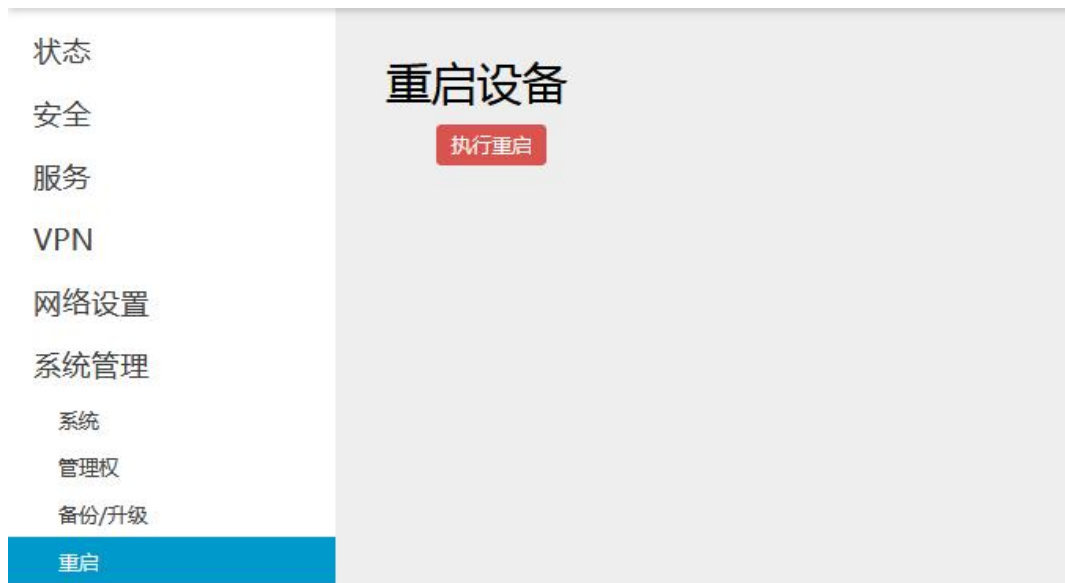 状态
安全
服务
VPN
网络设置
系统管理
系统
管理权
备份/升级
重启
重启设备
执行重启